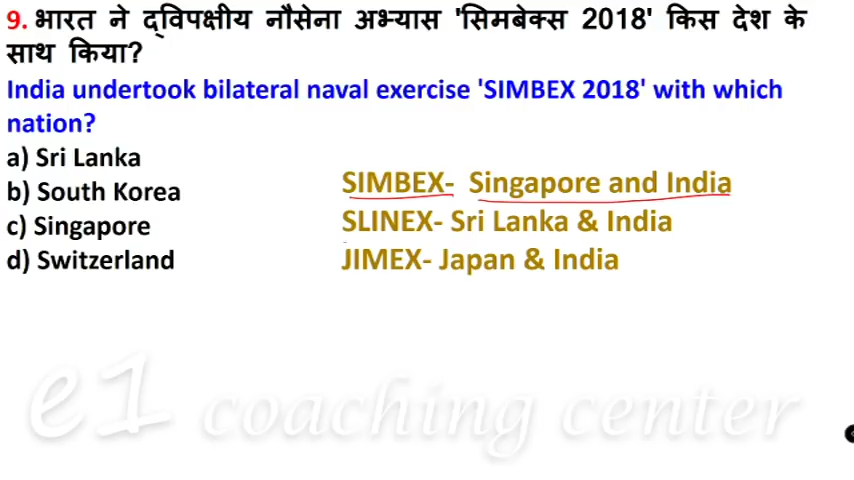 9. भारत ने द्विपक्षीय नौसेना अभ्यास 'सिमबेक्स 2018' किस देश के
साथ किया?
India undertook bilateral naval exercise 'SIMBEX 2018' with which
nation?
a) Sri Lanka
b) South Korea
c) Singapore
d) Switzerland
SIMBEX- Singapore and India
SLINEX- Sri Lanka & India
JIMEX- Japan & India
e1 coaching center